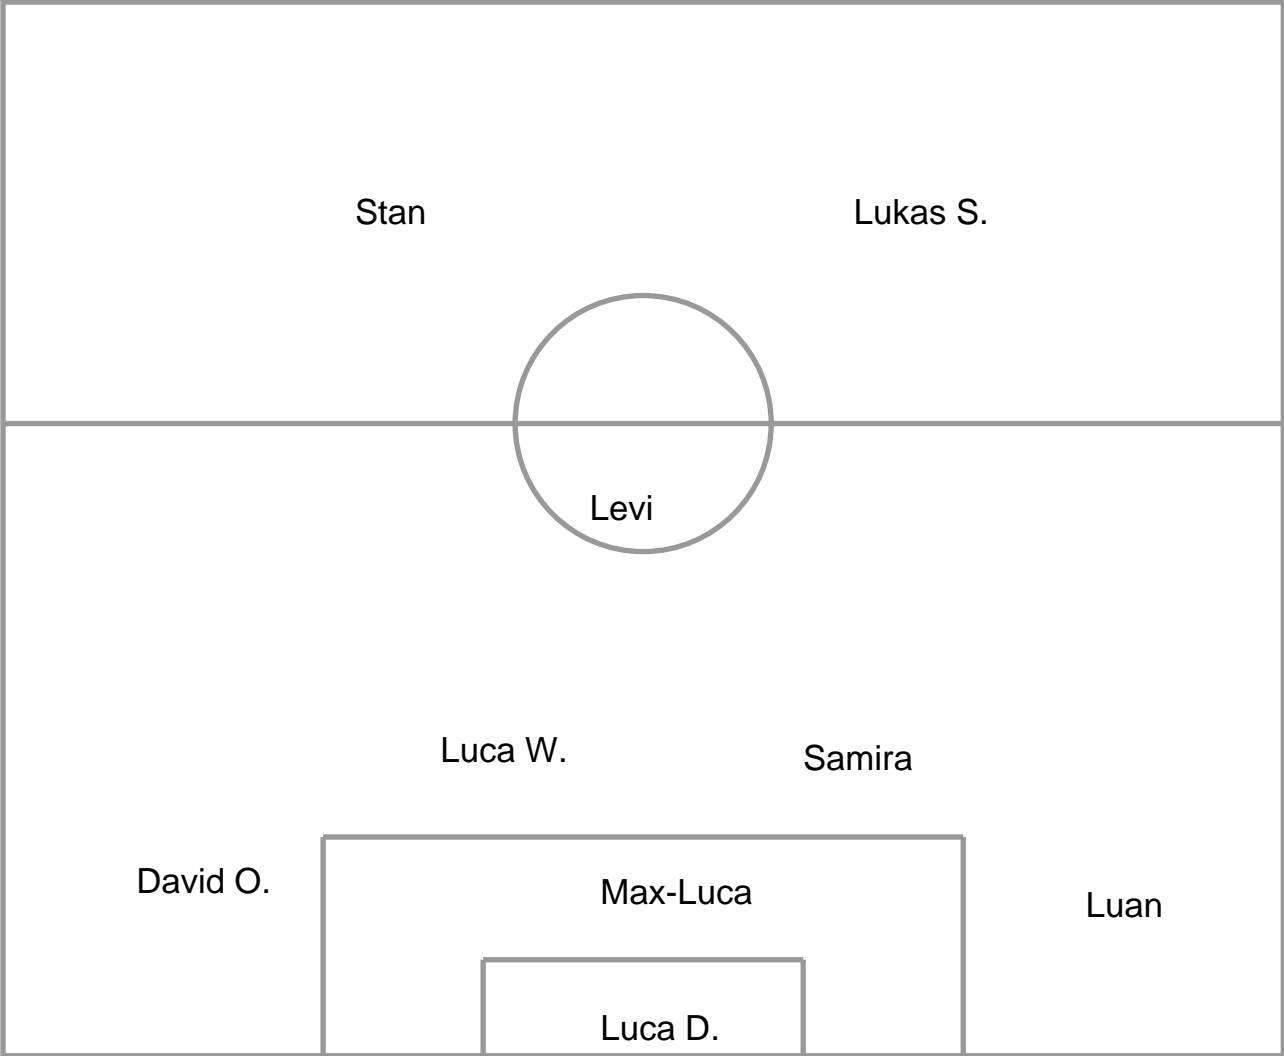 Stan
Lukas S.
Levi
Luca W.
Samira
David O.
Max-Luca
Luan
Luca D.